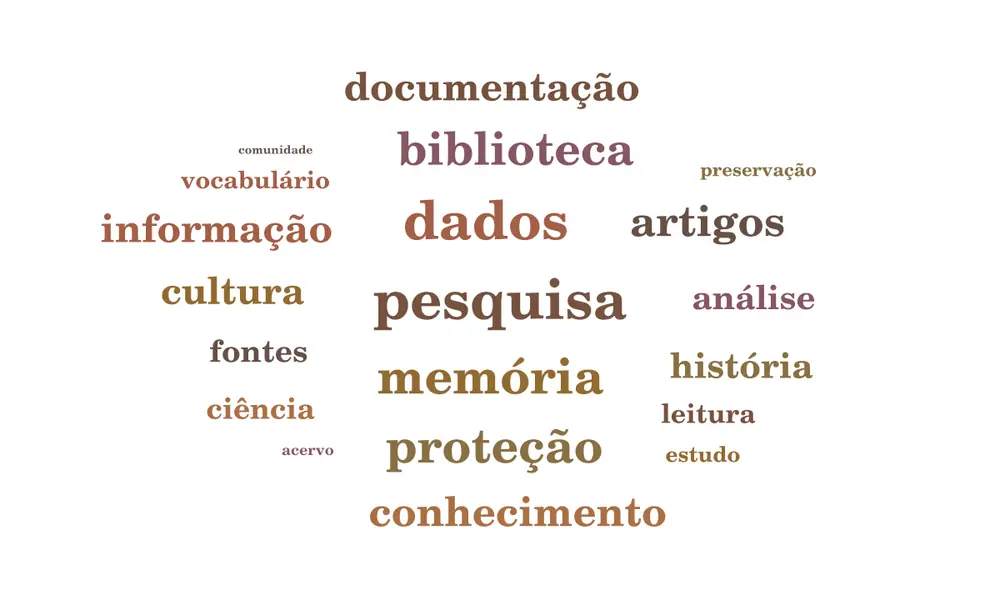 documentação
comunidade
biblioteca
preservação
vocabulário
informação
dados
artigos
cultura
pesquisa
análise
fontes
memória
história
ciência
leitura
acervo
proteção
estudo
conhecimento